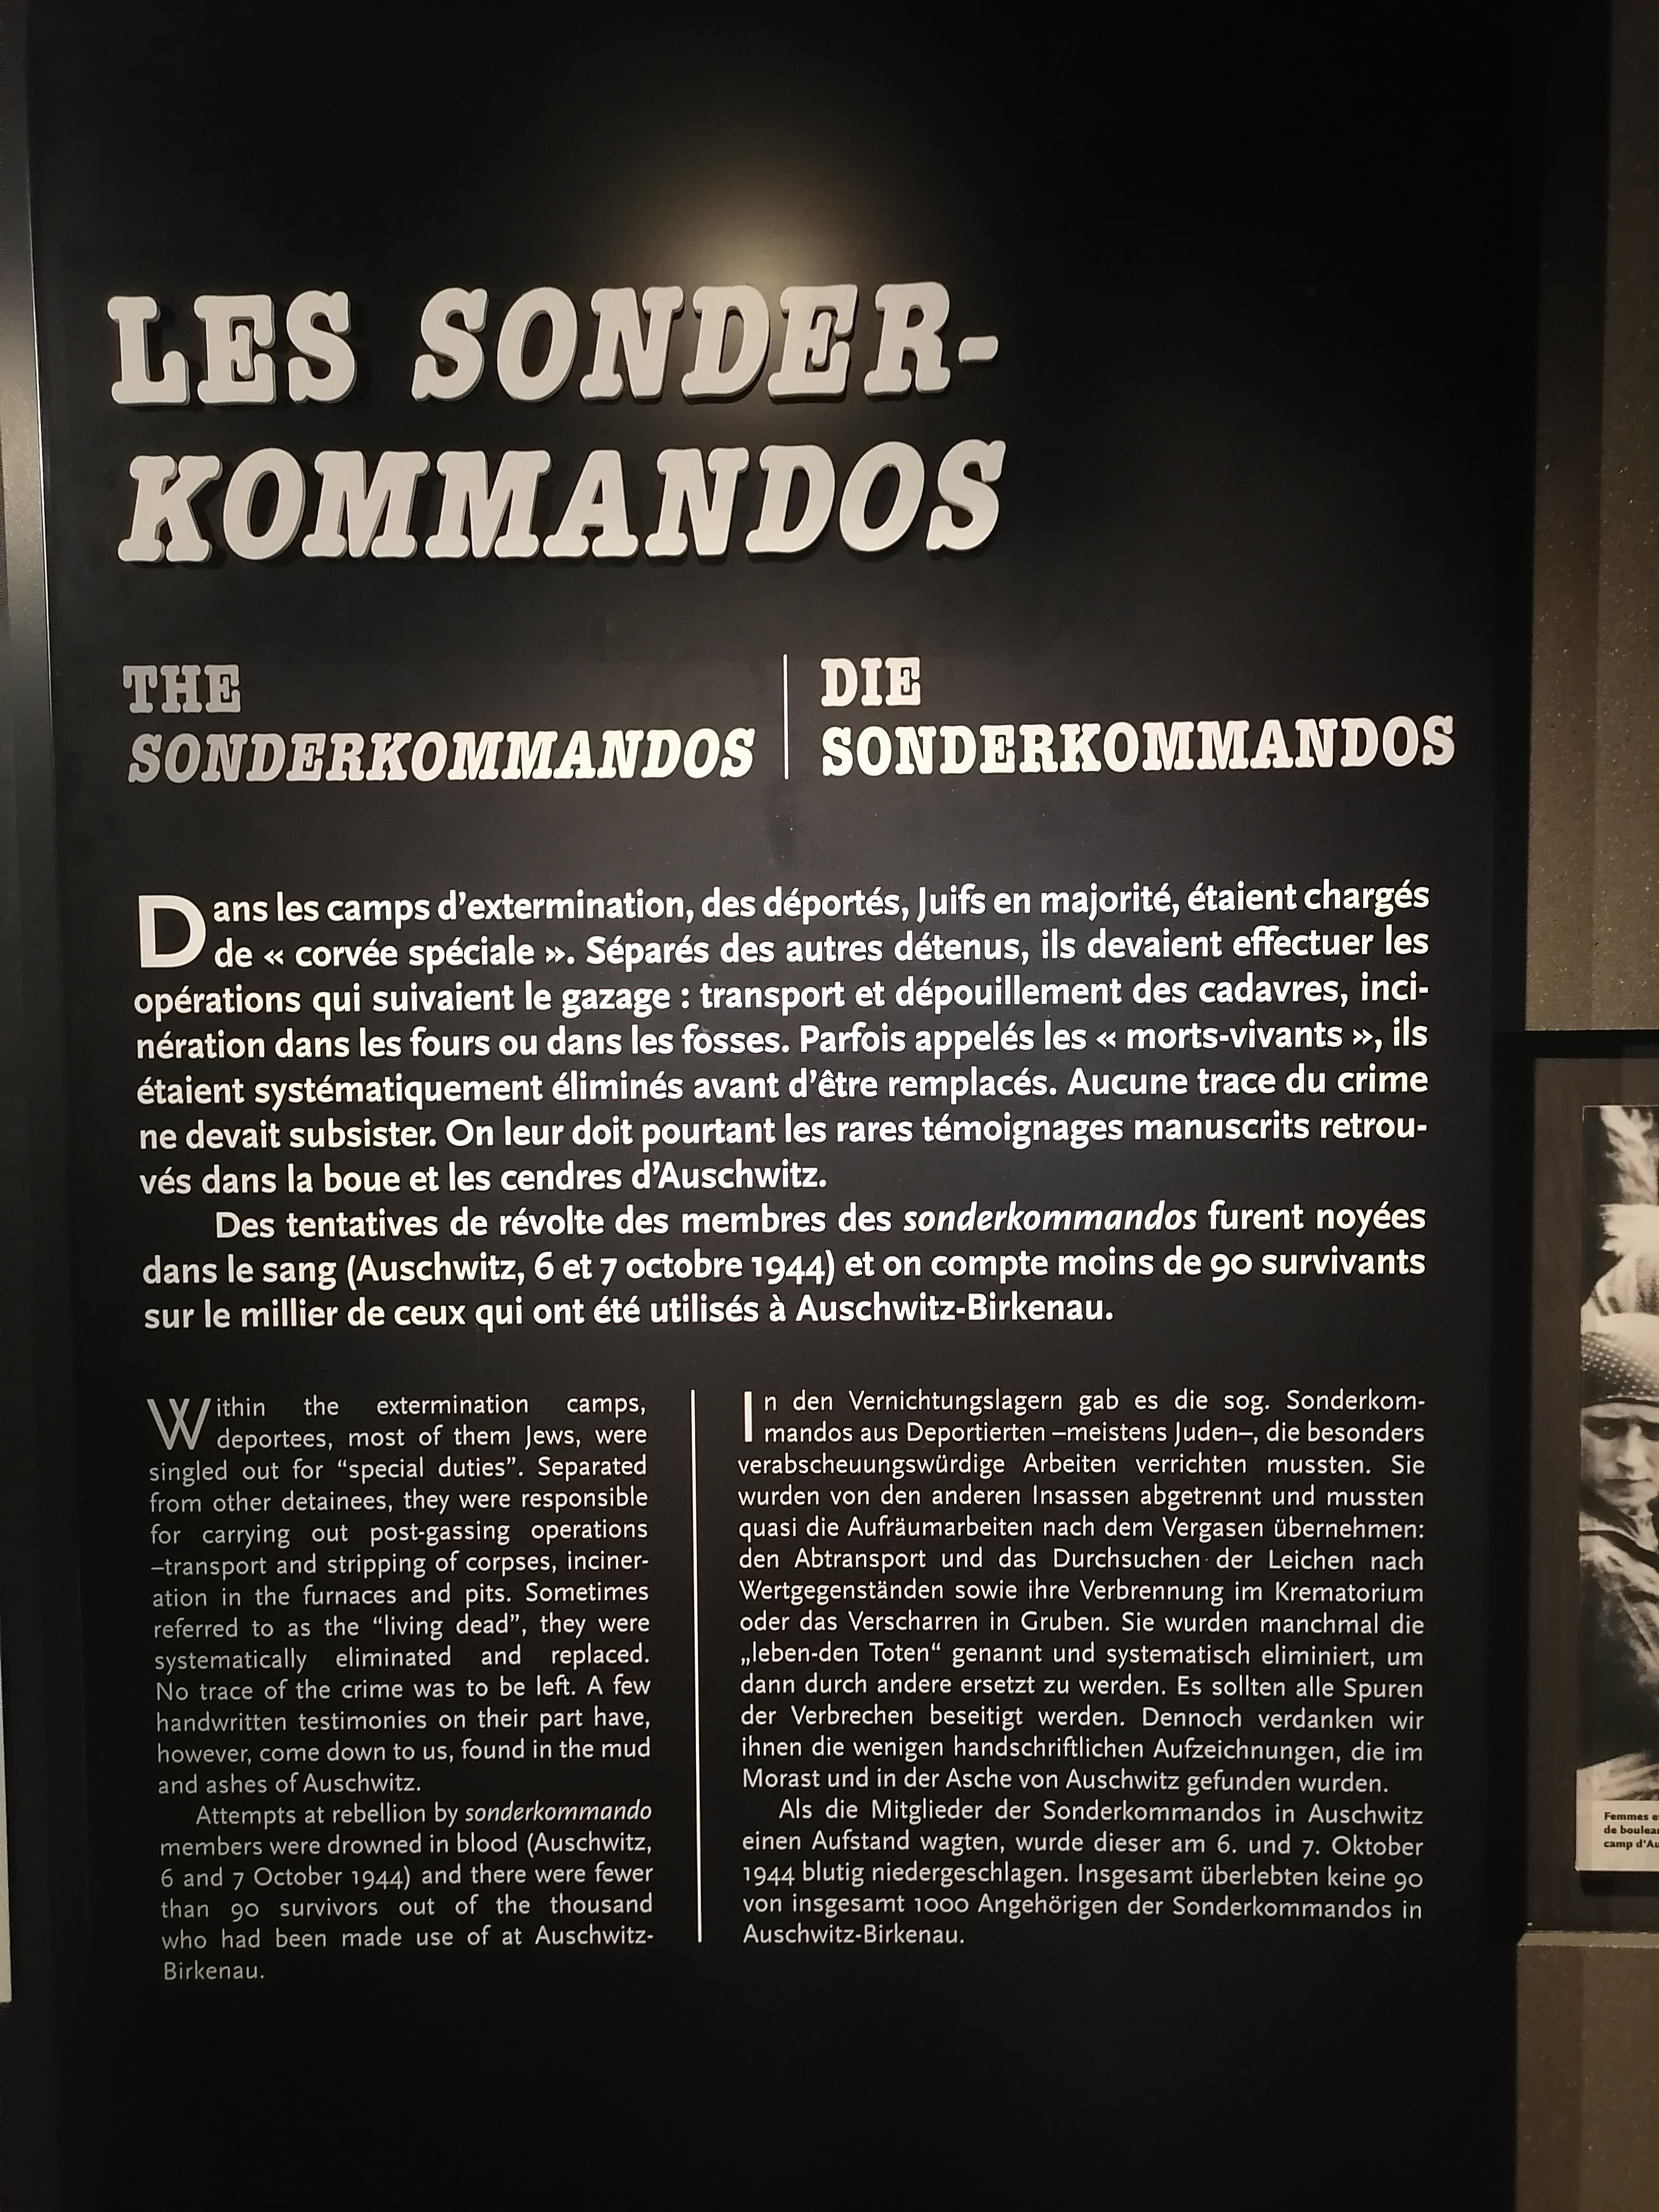 LES SONDER-
KOMMANDOS
THE
SONDERKOMMANDOS
DIE
SONDERKOMMANDOS
Dans les camps d'extermination, des déportés, Juifs en majorité, étaient chargés
de « corvée spéciale ». Séparés des autres détenus, ils devaient effectuer les
opérations qui suivaient le gazage : transport et dépouillement des cadavres, inci-
nération dans les fours ou dans les fosses. Parfois appelés les « morts-vivants », ils
étaient systématiquement éliminés avant d'être remplacés. Aucune trace du crime
ne devait subsister. On leur doit pourtant les rares témoignages manuscrits retrou-
vés dans la boue et les cendres d'Auschwitz.
Des tentatives de révolte des membres des sonderkommandos furent noyées
dans le sang (Auschwitz, 6 et 7 octobre 1944) et on compte moins de 90 survivants
sur le millier de ceux qui ont été utilisés à Auschwitz-Birkenau.
Within the extermination camps,
deportees, most of them Jews, were
singled out for “special duties”. Separated
from other detainees, they were responsible
for carrying out post-gassing operations
–transport and stripping of corpses, inciner-
ation in the furnaces and pits. Sometimes
referred to as the “living dead”, they were
systematically eliminated and replaced.
No trace of the crime was to be left. A few
handwritten testimonies on their part have,
however, come down to us, found in the mud
and ashes of Auschwitz.
Attempts at rebellion by sonderkommando
members were drowned in blood (Auschwitz,
6 and 7 October 1944) and there were fewer
than 90 survivors out of the thousand
who had been made use of at Auschwitz-
Birkenau.
In den Vernichtungslagern gab es die sog. Sonderkom-
mandos aus Deportierten –meistens Juden–, die besonders
verabscheuungswürdige Arbeiten verrichten mussten. Sie
wurden von den anderen Insassen abgetrennt und mussten
quasi die Aufräumarbeiten nach dem Vergasen übernehmen:
den Abtransport und das Durchsuchen der Leichen nach
Wertgegenständen sowie ihre Verbrennung im Krematorium
oder das Verscharren in Gruben. Sie wurden manchmal die
„leben-den Toten“ genannt und systematisch eliminiert, um
dann durch andere ersetzt zu werden. Es sollten alle Spuren
der Verbrechen beseitigt werden. Dennoch verdanken wir
ihnen die wenigen handschriftlichen Aufzeichnungen, die im
Morast und in der Asche von Auschwitz gefunden wurden.
Als die Mitglieder der Sonderkommandos in Auschwitz
einen Aufstand wagten, wurde dieser am 6. und 7. Oktober
1944 blutig niedergeschlagen. Insgesamt überlebten keine 90
von insgesamt 1000 Angehörigen der Sonderkommandos in
Auschwitz-Birkenau.
Femmes
de
camp